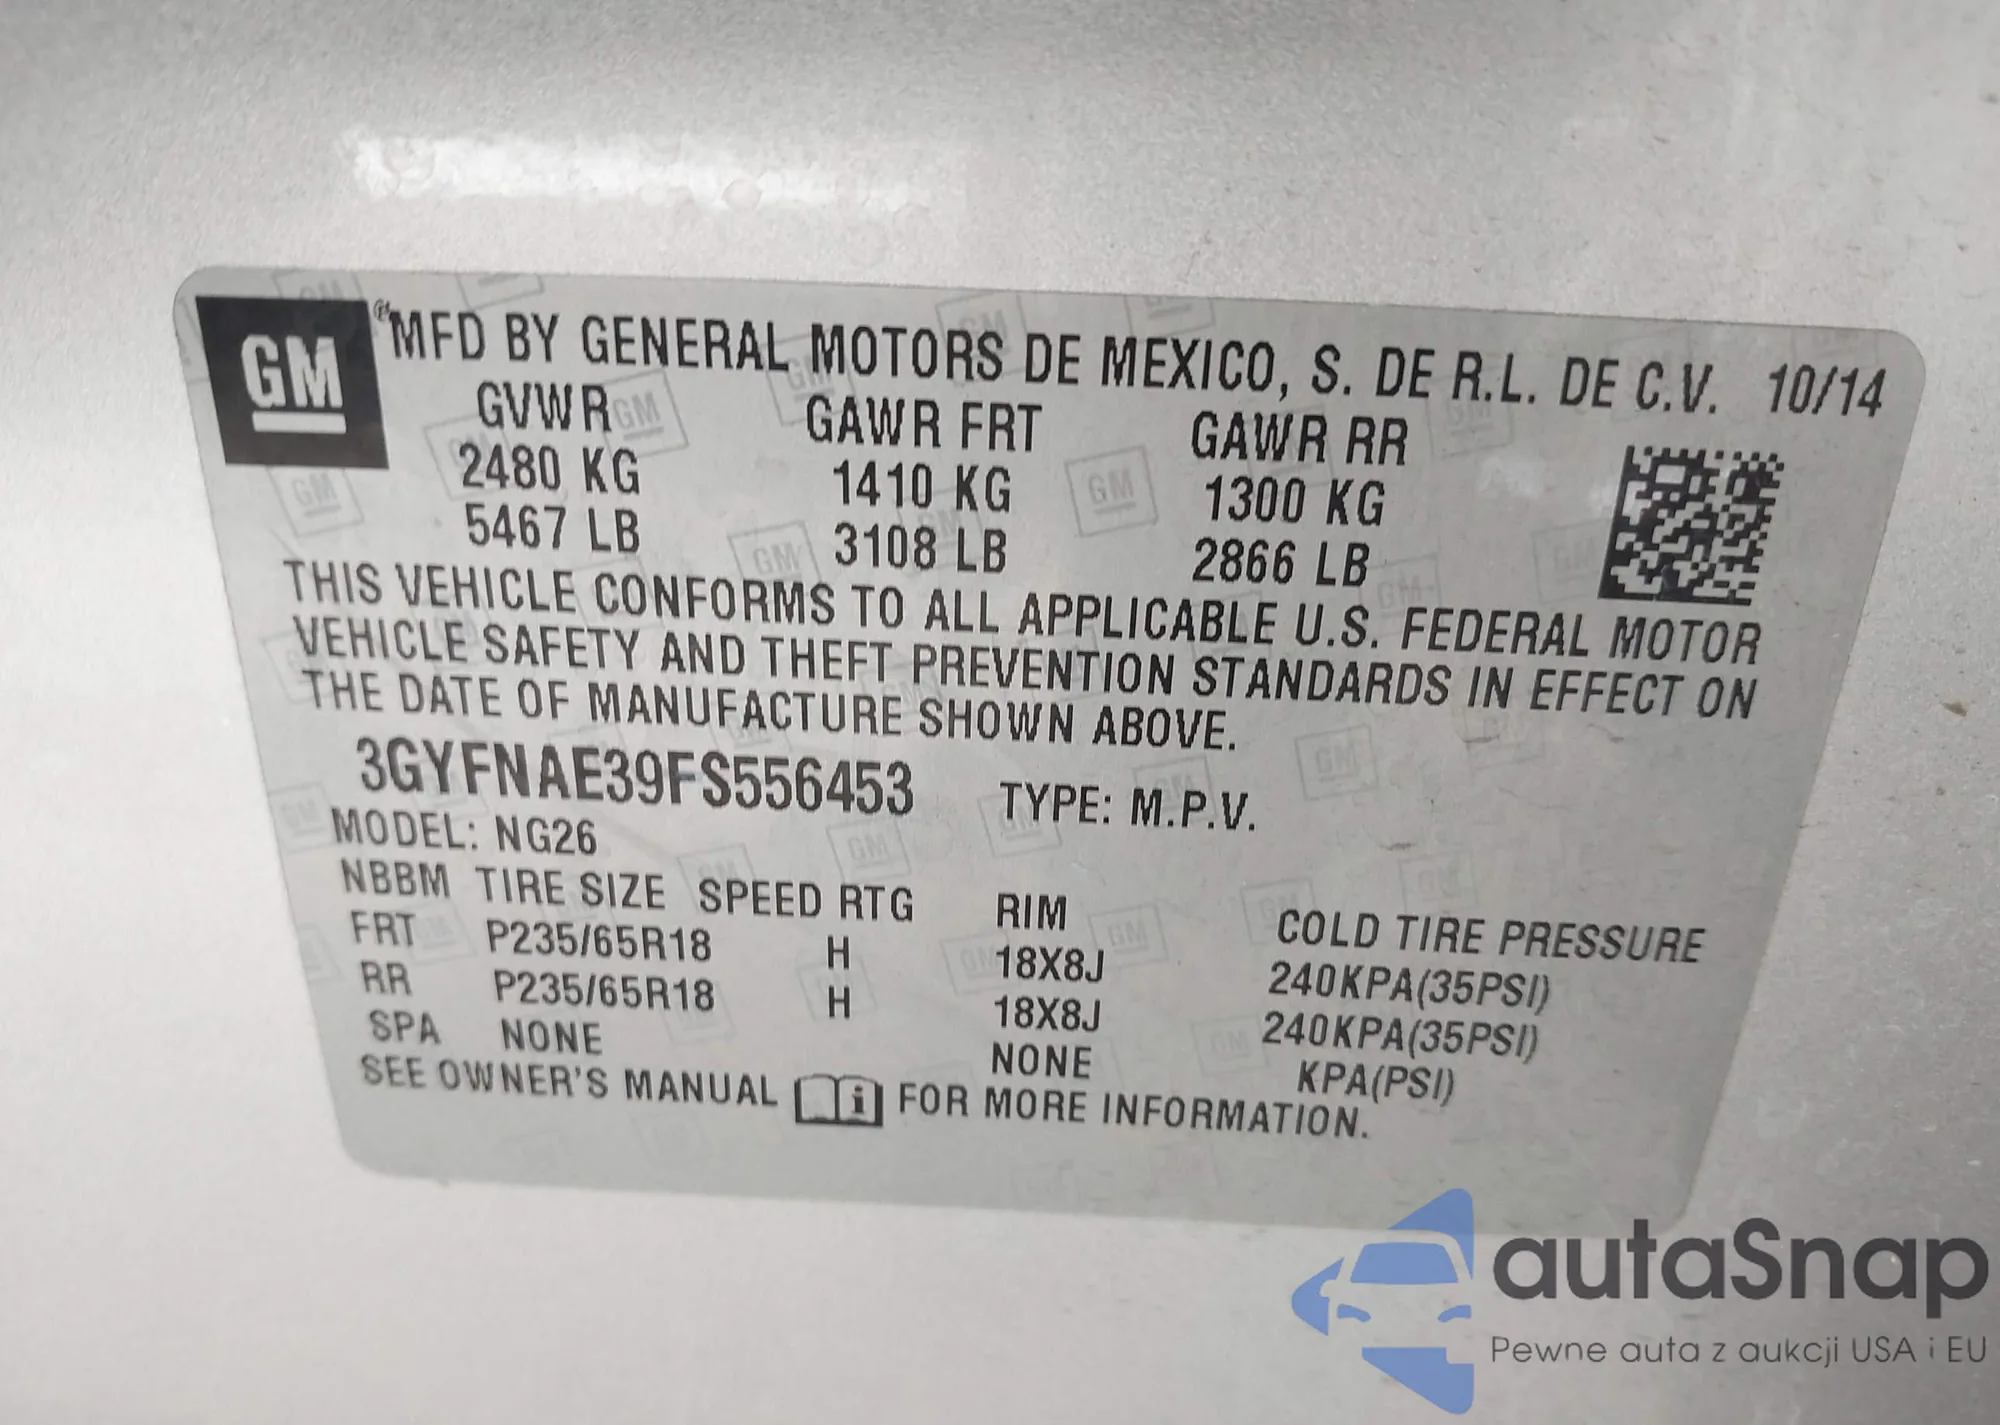 GM
MFD BY GENERAL MOTORS DE MEXICO, S. DE R.L. DE C.V. 10/14
GVWR GAWR FRT GAWR RR
2480 KG 1410 KG 1300 KG
5467 LB 3108 LB 2866 LB
THIS VEHICLE CONFORMS TO ALL APPLICABLE U.S. FEDERAL MOTOR
VEHICLE SAFETY AND THEFT PREVENTION STANDARDS IN EFFECT ON
THE DATE OF MANUFACTURE SHOWN ABOVE.
3GYFNAE39FS556453 TYPE: M.P.V.
MODEL: NG26
NBBM TIRE SIZE SPEED RTG RIM COLD TIRE PRESSURE
FRT P235/65R18 H 18X8J 240KPA(35PSI)
RR P235/65R18 H 18X8J 240KPA(35PSI)
SPA NONE NONE KPA(PSI)
SEE OWNER'S MANUAL i FOR MORE INFORMATION.
autaSnap
Pewne auta z aukcji USA i EU